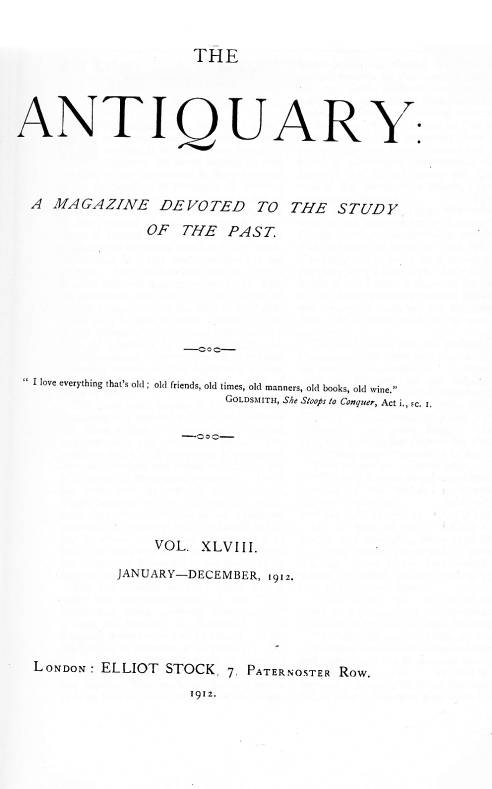 THE
ANTIQUARY:
A MAGAZINE DEVOTED TO THE STUDY
OF THE PAST.
" I love everything that's old; old friends, old times, old manners, old books, old wine."
GOLDSMITH, She Stoops to Conquer, Act i., sc. 1.
VOL. XLVIII.
JANUARY—DECEMBER, 1912.
LONDON: ELLIOT STOCK, 7, PATERNOSTER ROW.
1912.